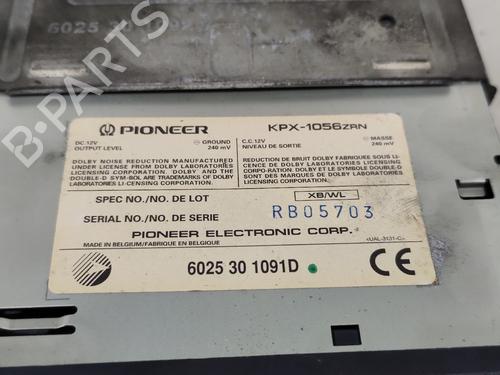 6025 30 1092
PIONEER KPX-1056ZRN
DC.12V GROUND C.C.12V MASSE
OUTPUT LEVEL 240 mV NIVEAU DE SORTIE 240 mV
DOLBY NOISE REDUCTION MANUFACTURED
UNDER LICENSE FROM DOLBY LABORATORIES
LICENSING CORPORATION. DOLBY AND THE
DOUBLE-D SYM-BOL ARE TRADEMARKS OF DOLBY
LABORATORIES LI-CENSING CORPORATION.
REDUCTION DE BRUIT DOLBY FABRIQUEE SOUS LI-
CENCE DE DOLBY LABORATORIES LICENSING
CORPO-RATION. DOLBY ET LE SYMBOLE DOUBLE D
SONT DES MARQUES DE DOLBY LABORATORIES
LICENSING CORPORATION.
SPEC NO./NO. DE LOT XB/WL
SERIAL NO./NO. DE SERIE RB05703
PIONEER ELECTRONIC CORP.
MADE IN BELGIUM/FABRIQUE EN BELGIQUE <UAL-3131-C>
6025 30 1091D CE